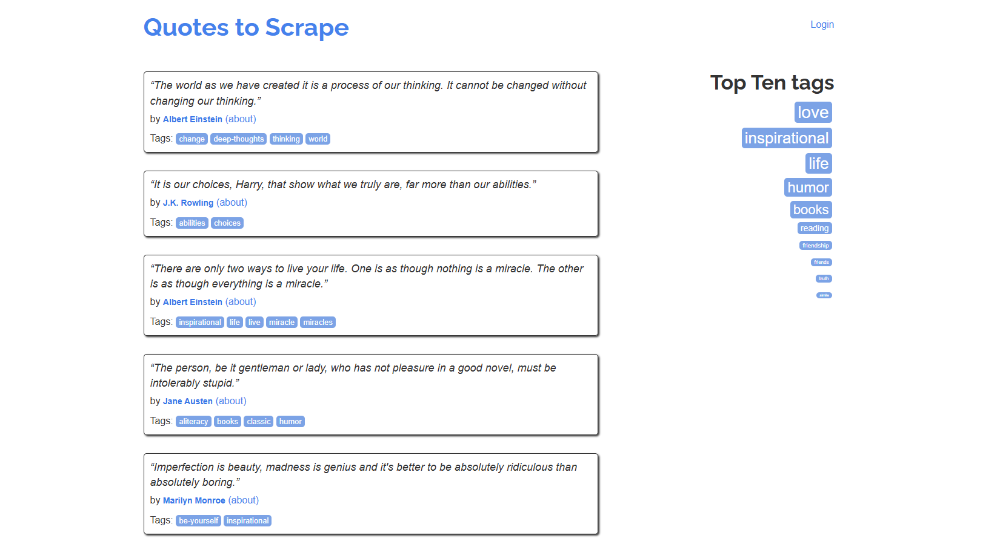 Quotes to Scrape
Login
“The world as we have created it is a process of our thinking. It cannot be changed without
changing our thinking.”
by Albert Einstein (about)
Tags: change deep-thoughts thinking world
“It is our choices, Harry, that show what we truly are, far more than our abilities.”
by J.K. Rowling (about)
Tags: abilities choices
“There are only two ways to live your life. One is as though nothing is a miracle. The other
is as though everything is a miracle.”
by Albert Einstein (about)
Tags: inspirational life live miracle miracles
“The person, be it gentleman or lady, who has not pleasure in a good novel, must be
intolerably stupid.”
by Jane Austen (about)
Tags: aliteracy books classic humor
“Imperfection is beauty, madness is genius and it's better to be absolutely ridiculous than
absolutely boring.”
by Marilyn Monroe (about)
Tags: be-yourself inspirational
Top Ten tags
love
inspirational
life
humor
books
reading
friendship
friends
truth
simile